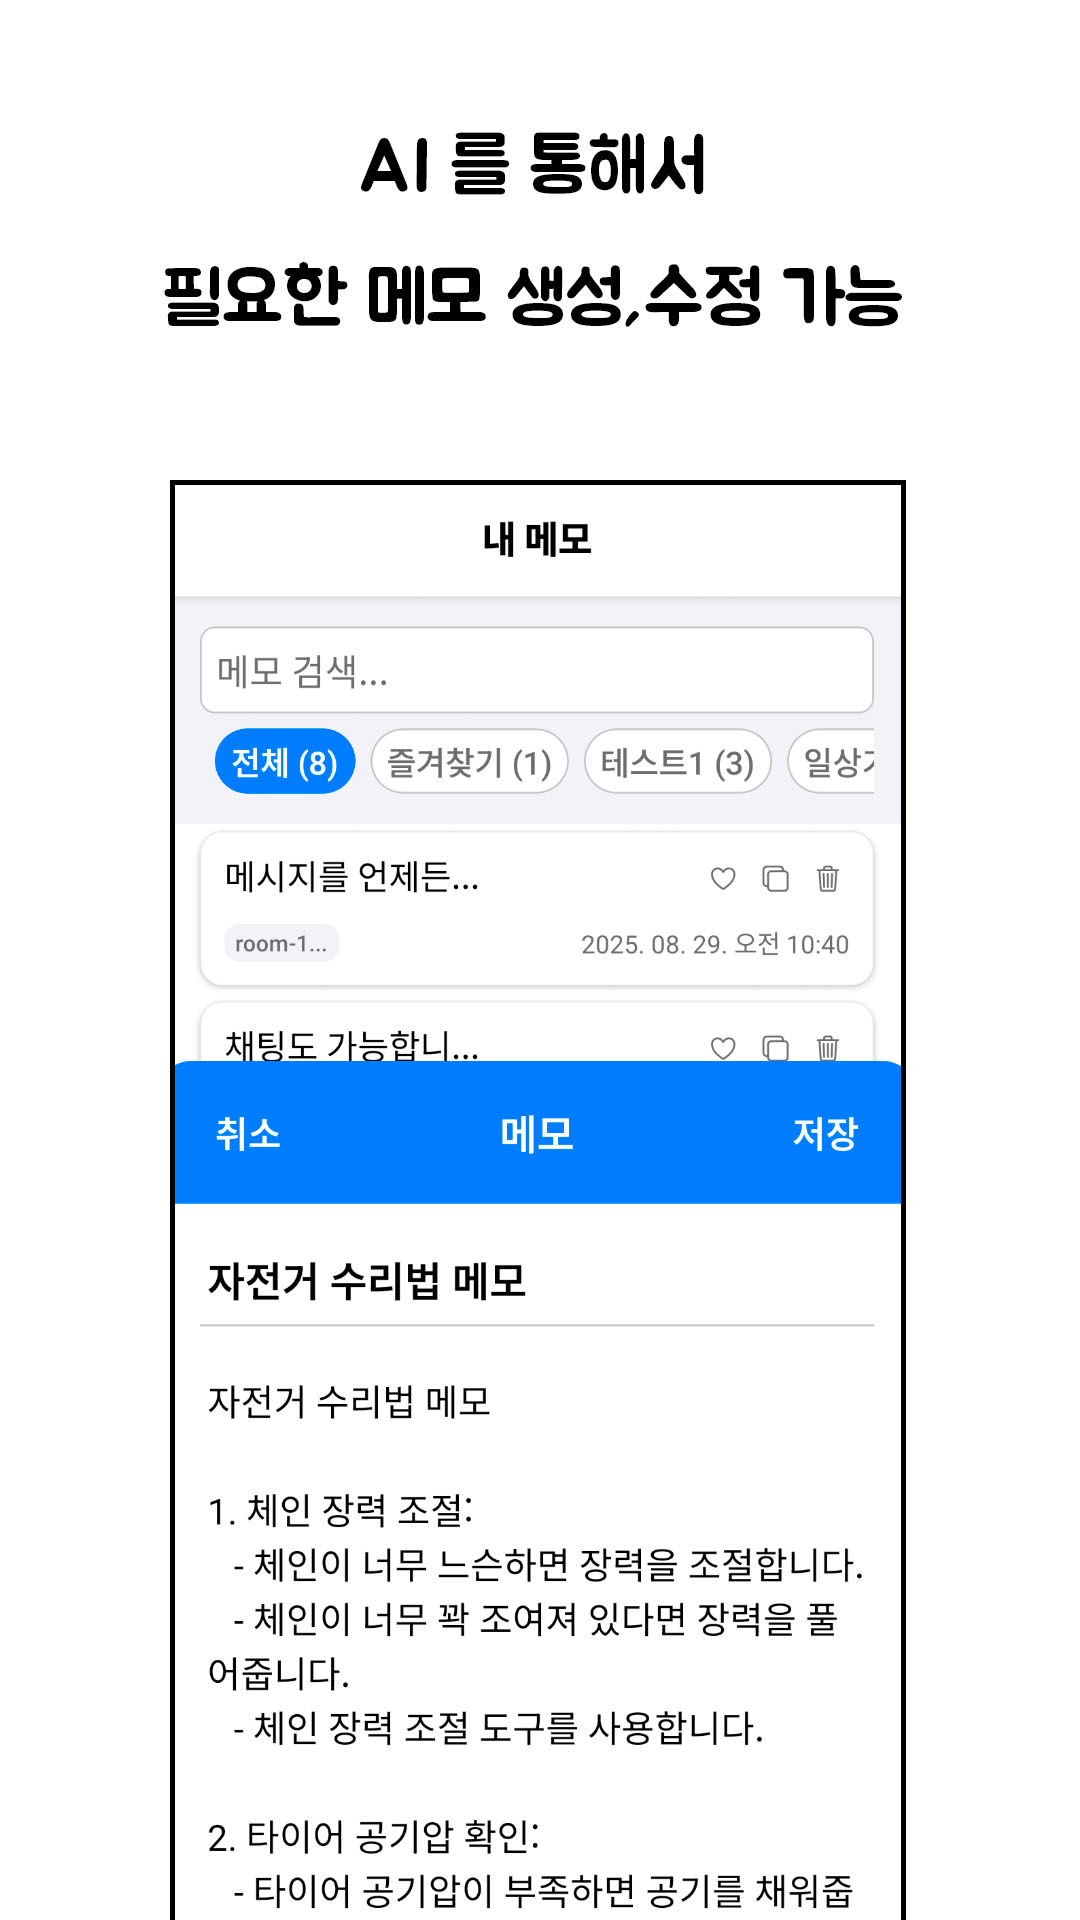 AI 를 통해서
필요한 메모 생성,수정 가능
내 메모
메모 검색...
전체 (8) 즐겨찾기 (1) 테스트1 (3) 일상
메시지를 언제든...
room-1... 2025. 08. 29. 오전 10:40
채팅도 가능합니...
취소 메모 저장
자전거 수리법 메모
자전거 수리법 메모
1. 체인 장력 조절:
- 체인이 너무 느슨하면 장력을 조절합니다.
- 체인이 너무 꽉 조여져 있다면 장력을 풀
어줍니다.
- 체인 장력 조절 도구를 사용합니다.
2. 타이어 공기압 확인:
- 타이어 공기압이 부족하면 공기를 채워줍